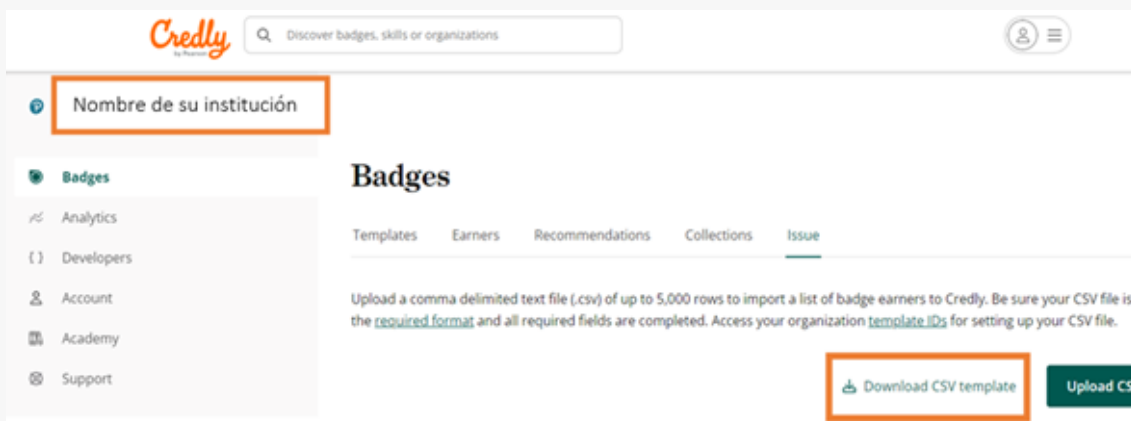 Credly
by Pearson
Discover badges, skills or organizations
Nombre de su institución
Badges
Analytics
{ } Developers
Account
Academy
Support
Badges
Templates Earners Recommendations Collections Issue
Upload a comma delimited text file (.csv) of up to 5,000 rows to import a list of badge earners to Credly. Be sure your CSV file is
the required format and all required fields are completed. Access your organization template IDs for setting up your CSV file.
Download CSV template
Upload CS